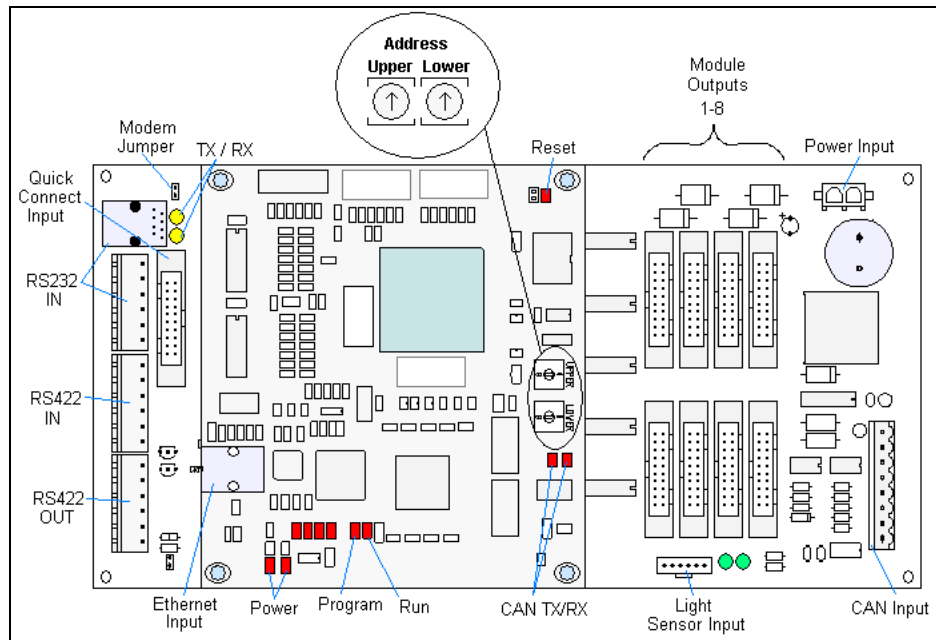 Address
Upper Lower
Module
Outputs
1-8
Modem
Jumper
TX / RX
Reset
Power Input
Quick
Connect
Input
RS232
IN
UPPER
RS422
IN
LOWER
RS422
OUT
Ethernet
Input
Power
Program
Run
CAN TX/RX
Light
Sensor Input
CAN Input